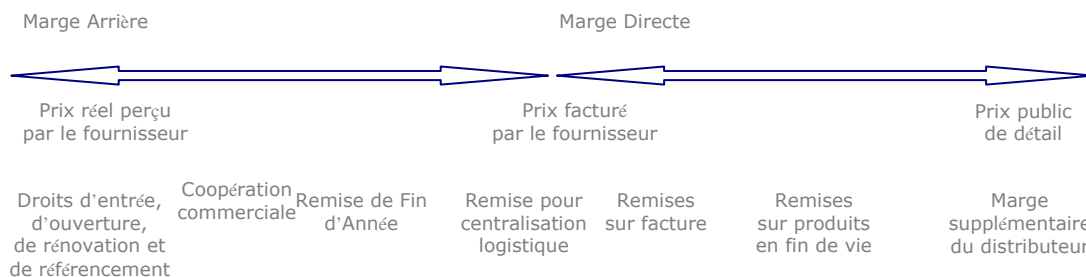 Marge Arrière
Marge Directe
Prix réel perçu
par le fournisseur
Prix facturé
par le fournisseur
Prix public
de détail
Droits d'entrée,
d'ouverture,
de rénovation et
de référencement
Coopération
commerciale
Remise de Fin
d'Année
Remise pour
centralisation
logistique
Remises
sur facture
Remises
sur produits
en fin de vie
Marge
supplémentaire
du distributeur